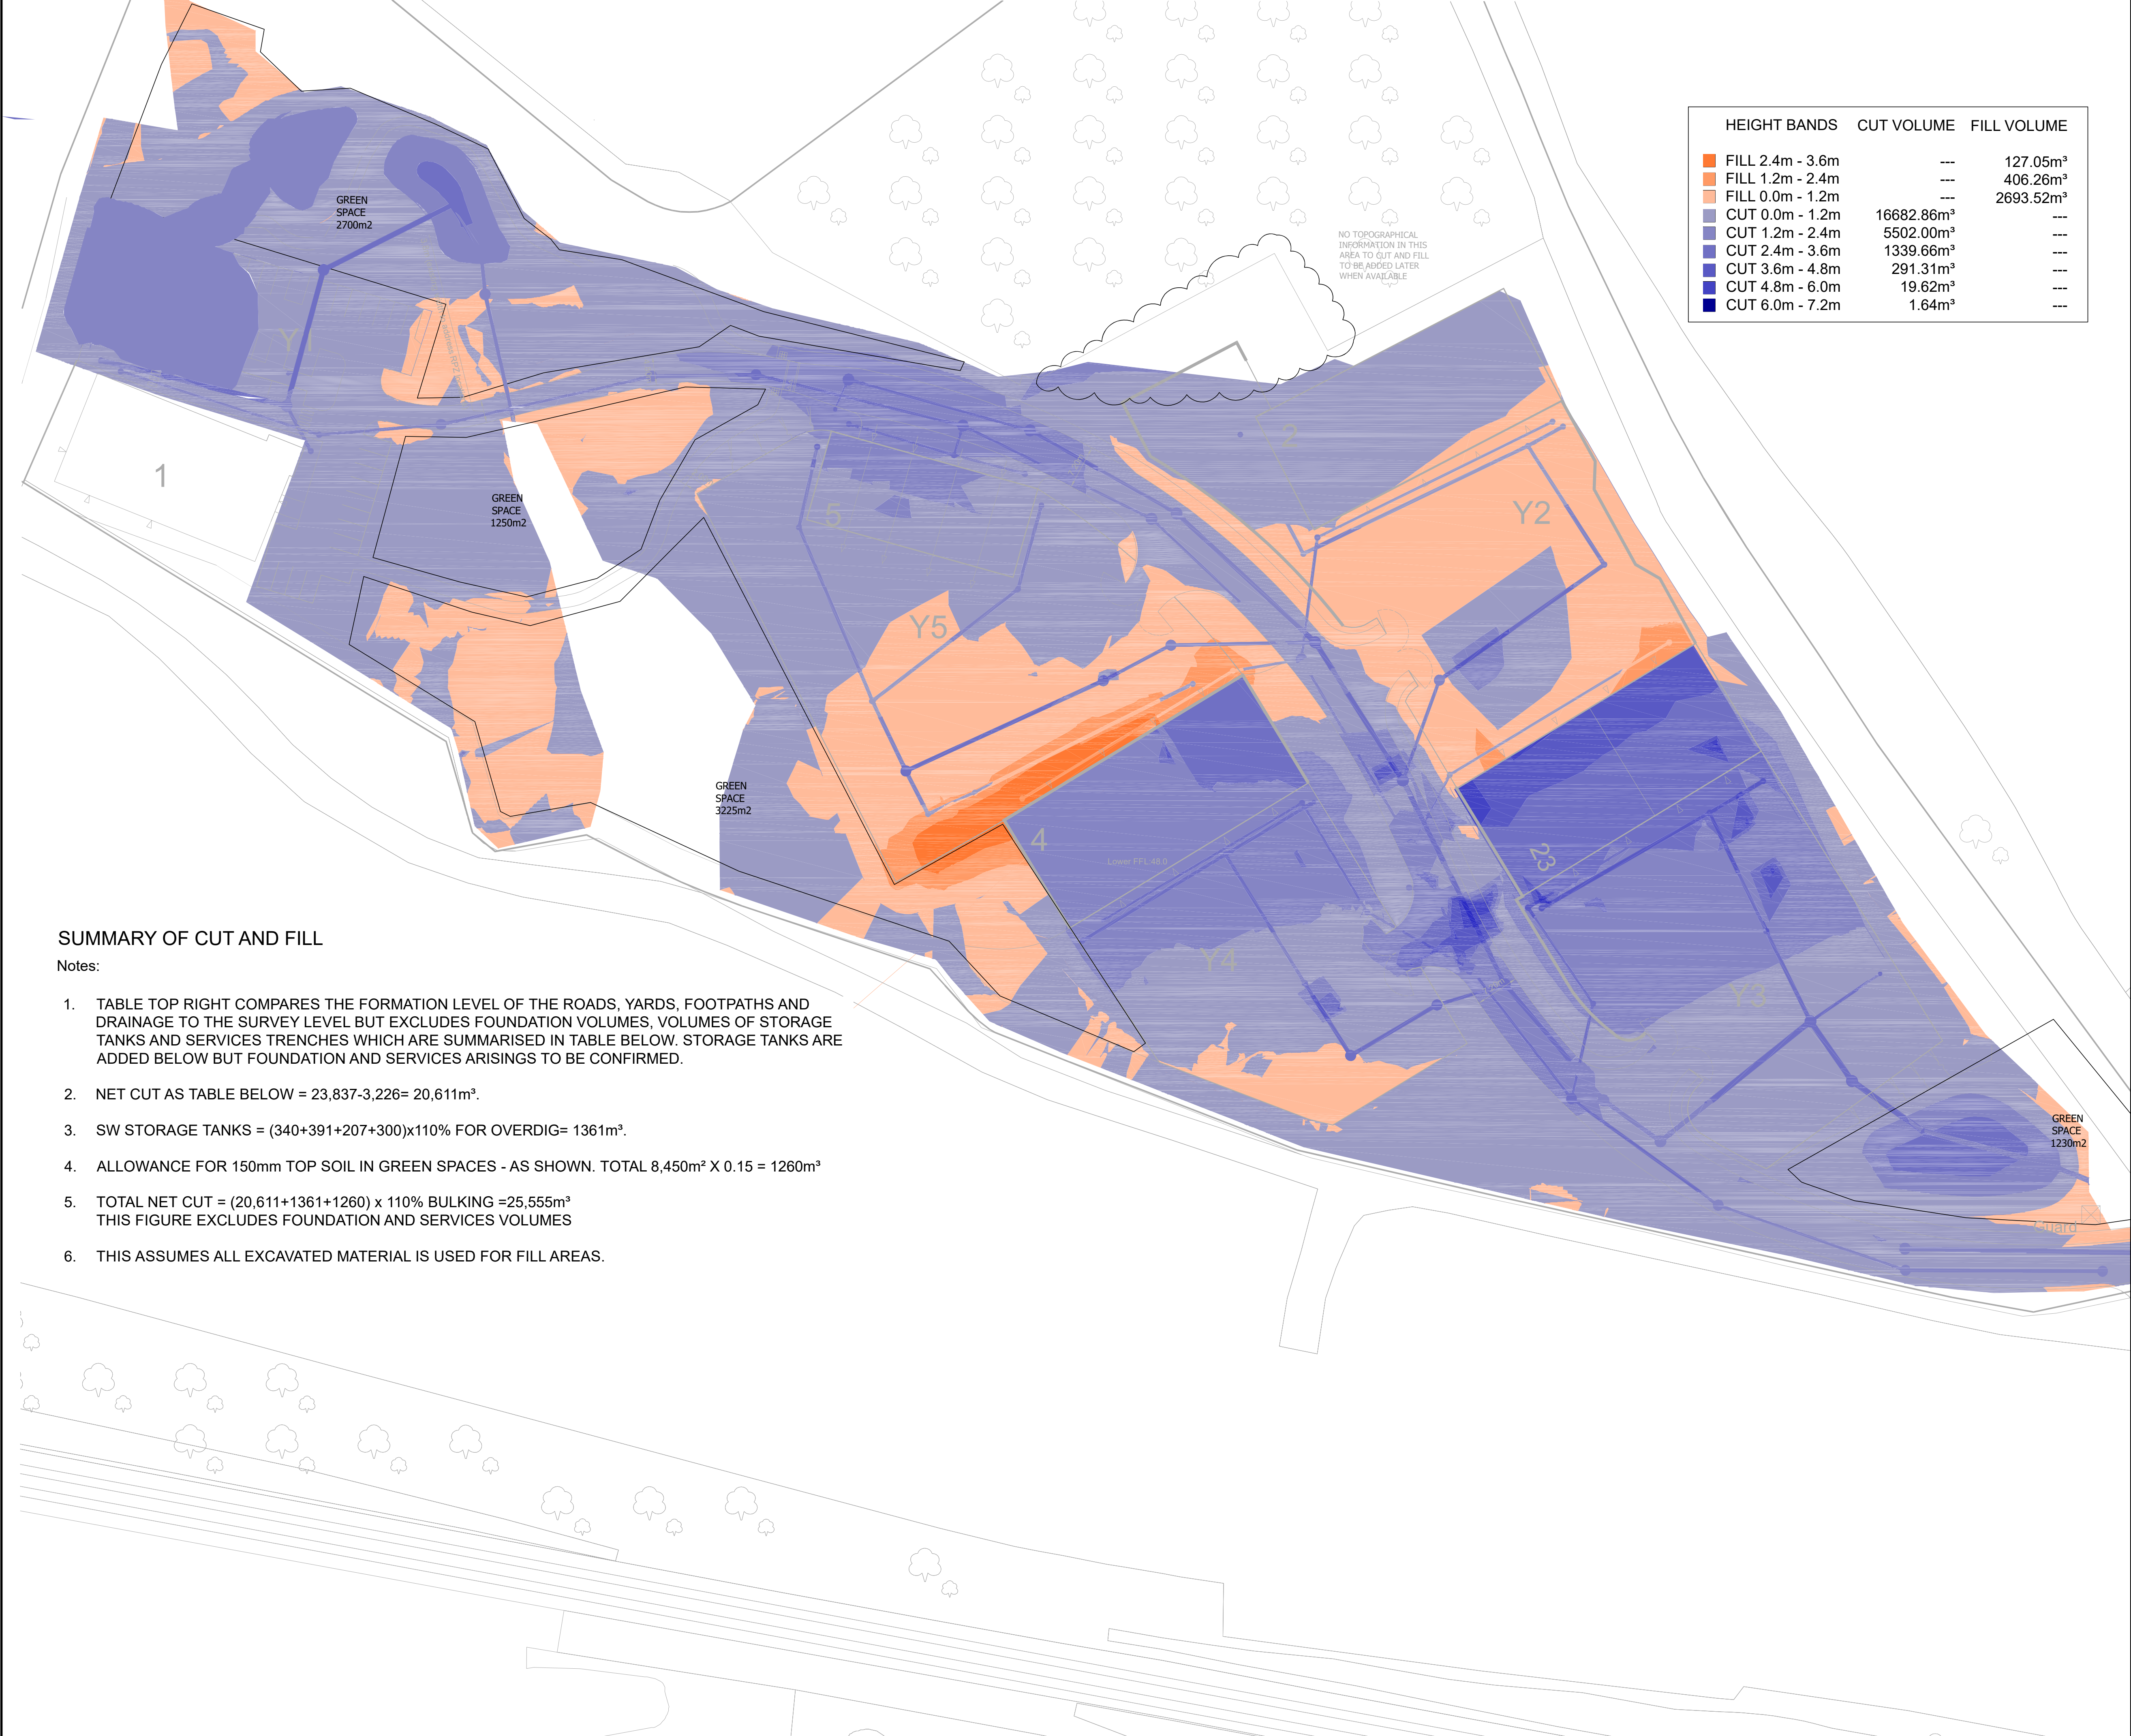 HEIGHT BANDS CUT VOLUME FILL VOLUME
FILL 2.4m - 3.6m --- 127.05m³
FILL 1.2m - 2.4m --- 406.26m³
FILL 0.0m - 1.2m --- 2693.52m³
CUT 0.0m - 1.2m 16682.86m³ ---
CUT 1.2m - 2.4m 5502.00m³ ---
CUT 2.4m - 3.6m 1339.66m³ ---
CUT 3.6m - 4.8m 291.31m³ ---
CUT 4.8m - 6.0m 19.62m³ ---
CUT 6.0m - 7.2m 1.64m³ ---
NO TOPOGRAPHICAL
INFORMATION IN THIS
AREA TO CUT AND FILL
TO BE ADDED LATER
WHEN AVAILABLE
GREEN
SPACE
2700m2
Y1
1
GREEN
SPACE
1250m2
5
2
Y2
Y5
GREEN
SPACE
3225m2
4
Lower FFL 48.0
23
Y4
Y3
GREEN
SPACE
1230m2
Guard
SUMMARY OF CUT AND FILL
Notes:
1. TABLE TOP RIGHT COMPARES THE FORMATION LEVEL OF THE ROADS, YARDS, FOOTPATHS AND
DRAINAGE TO THE SURVEY LEVEL BUT EXCLUDES FOUNDATION VOLUMES, VOLUMES OF STORAGE
TANKS AND SERVICES TRENCHES WHICH ARE SUMMARISED IN TABLE BELOW. STORAGE TANKS ARE
ADDED BELOW BUT FOUNDATION AND SERVICES ARISINGS TO BE CONFIRMED.
2. NET CUT AS TABLE BELOW = 23,837-3,226= 20,611m³.
3. SW STORAGE TANKS = (340+391+207+300)x110% FOR OVERDIG= 1361m³.
4. ALLOWANCE FOR 150mm TOP SOIL IN GREEN SPACES - AS SHOWN. TOTAL 8,450m² X 0.15 = 1260m³
5. TOTAL NET CUT = (20,611+1361+1260) x 110% BULKING =25,555m³
THIS FIGURE EXCLUDES FOUNDATION AND SERVICES VOLUMES
6. THIS ASSUMES ALL EXCAVATED MATERIAL IS USED FOR FILL AREAS.